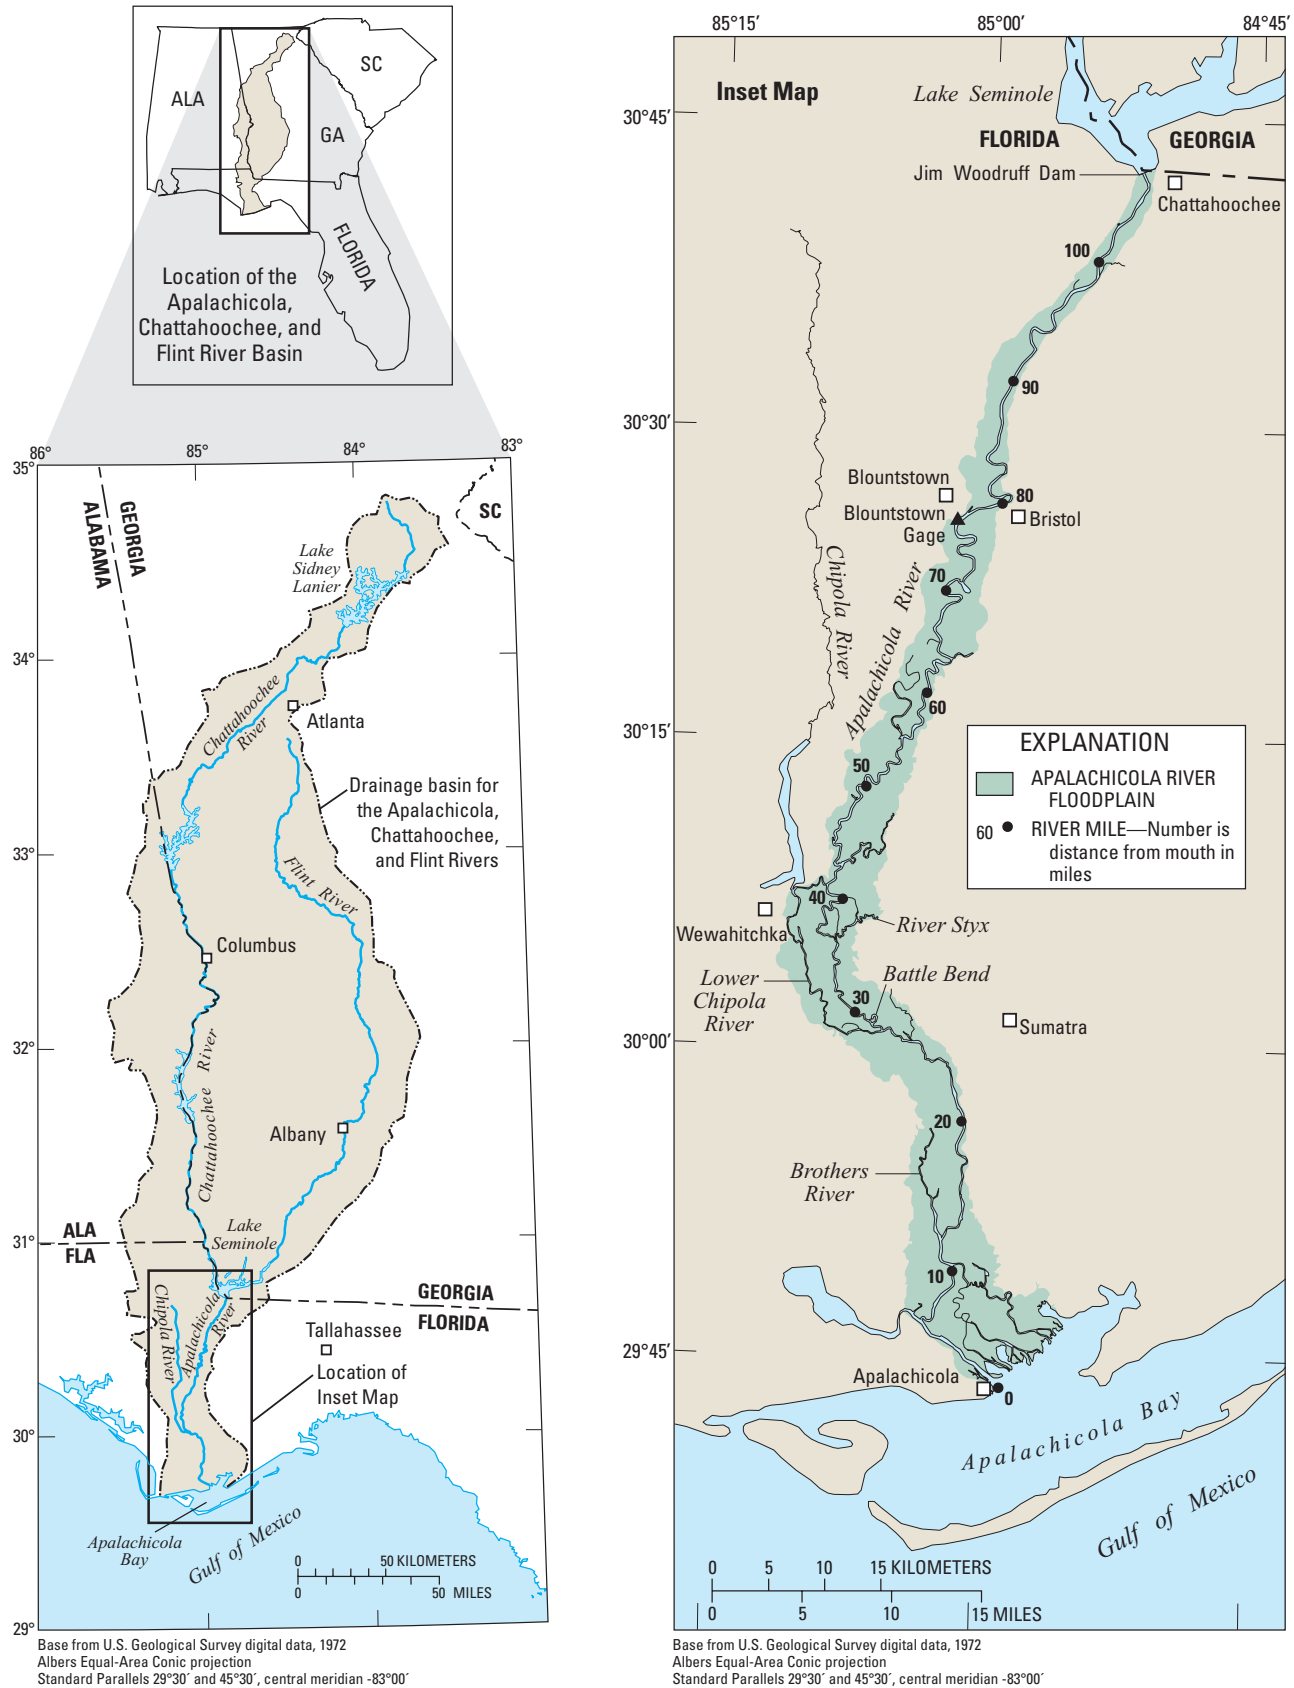 ALA
SC
GA
FLORIDA
Location of the
Apalachicola,
Chattahoochee, and
Flint River Basin
86°
85°
84°
83°
35°
34°
33°
32°
31°
30°
29°
GEORGIA
ALABAMA
SC
Lake
Sidney
Lanier
Chattahoochee
River
Atlanta
Drainage basin for
the Apalachicola,
Chattahoochee,
and Flint Rivers
Flint River
Columbus
Chattahoochee River
Albany
Lake
Seminole
ALA
FLA
GEORGIA
FLORIDA
Chipola River
Apalachicola
River
Tallahassee
Location of
Inset Map
Apalachicola
Bay
Gulf of Mexico
0 50 KILOMETERS
0 50 MILES
Base from U.S. Geological Survey digital data, 1972
Albers Equal-Area Conic projection
Standard Parallels 29°30´ and 45°30´, central meridian -83°00´
85°15′
85°00′
84°45′
30°45′
30°30′
30°15′
30°00′
29°45′
Inset Map
Lake Seminole
FLORIDA
GEORGIA
Jim Woodruff Dam
Chattahoochee
100
90
80
Blountstown
Blountstown
Gage
Bristol
70
Chipola River
Apalachicola River
60
50
EXPLANATION
APALACHICOLA RIVER
FLOODPLAIN
60
RIVER MILE—Number is
distance from mouth in
miles
40
Wewahitchka
River Styx
Lower
Chipola
River
Battle Bend
30
Sumatra
20
Brothers
River
10
Apalachicola
0
Apalachicola Bay
Gulf of Mexico
0 5 10 15 KILOMETERS
0 5 10 15 MILES
Base from U.S. Geological Survey digital data, 1972
Albers Equal-Area Conic projection
Standard Parallels 29°30´ and 45°30´, central meridian -83°00´